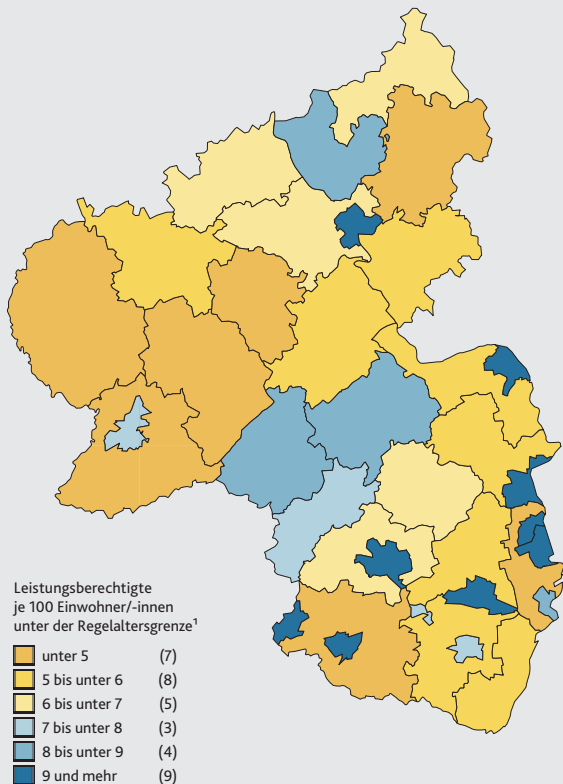 Leistungsberechtigte
je 100 Einwohner/-innen
unter der Regelaltersgrenze¹
unter 5 (7)
5 bis unter 6 (8)
6 bis unter 7 (5)
7 bis unter 8 (3)
8 bis unter 9 (4)
9 und mehr (9)